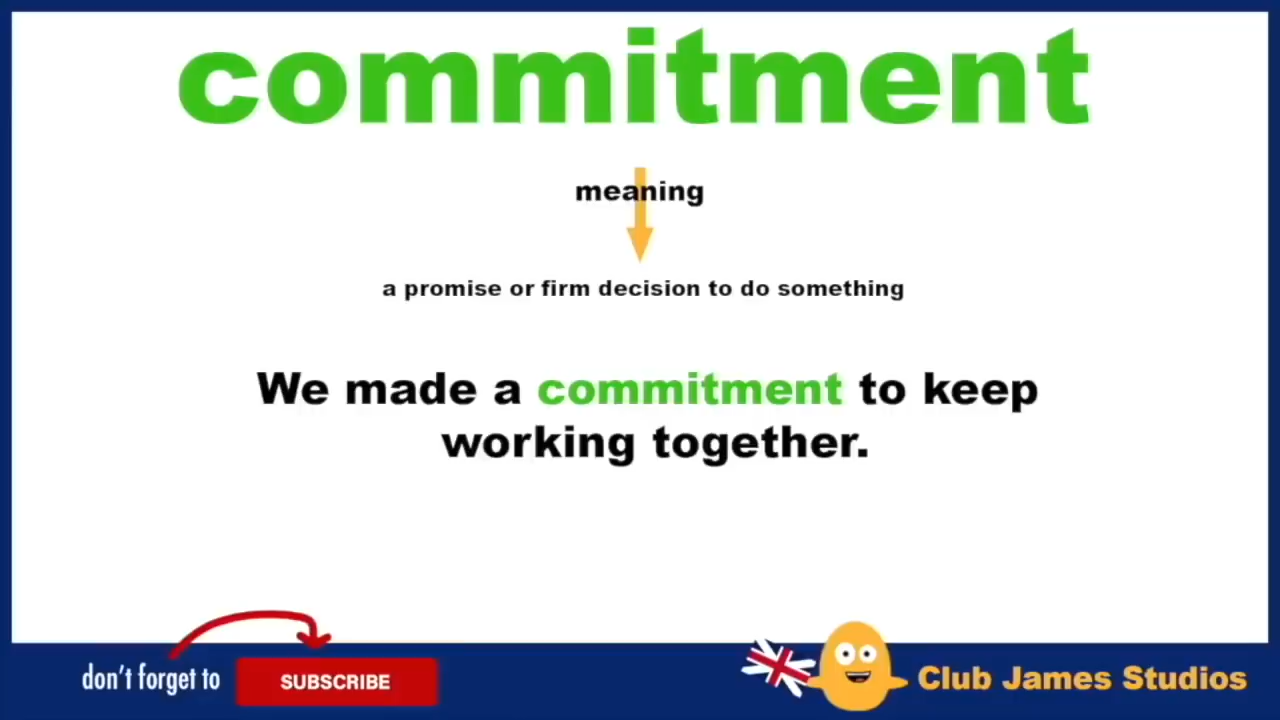 commitment
meaning
a promise or firm decision to do something
We made a commitment to keep
working together.
don't forget to
SUBSCRIBE
Club James Studios